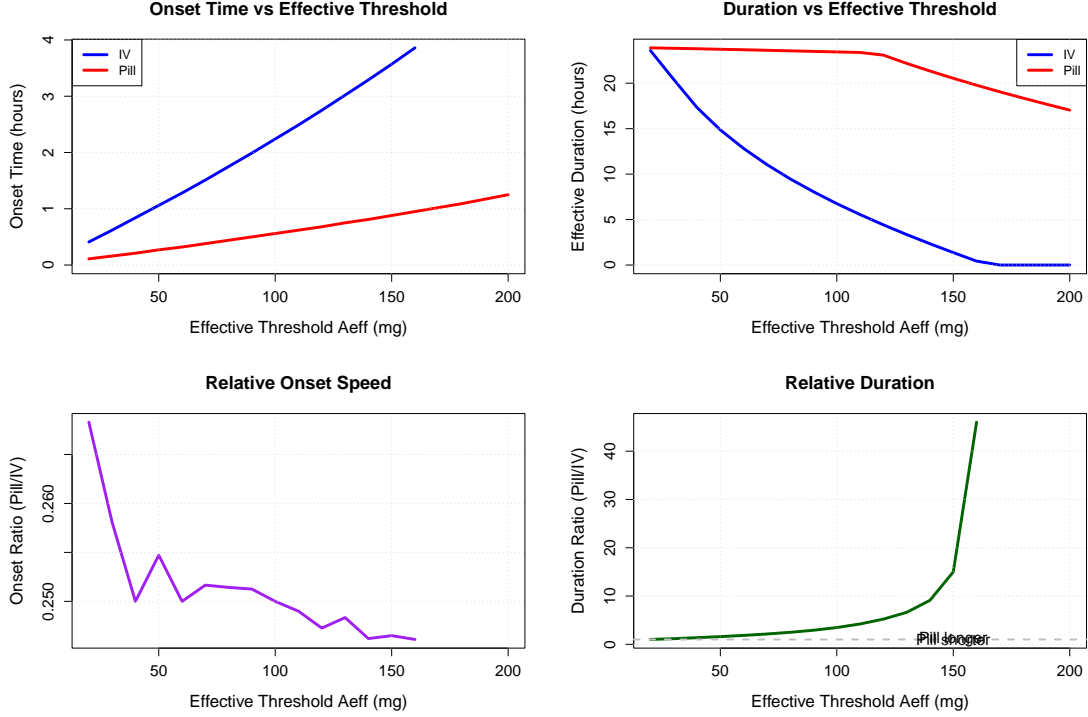 Onset Time vs Effective Threshold
Onset Time (hours)
4
3
2
1
0
IV
Pill
50
100
150
200
Effective Threshold Aeff (mg)
Duration vs Effective Threshold
Effective Duration (hours)
20
15
10
5
0
IV
Pill
50
100
150
200
Effective Threshold Aeff (mg)
Relative Onset Speed
Onset Ratio (Pill/IV)
0.260
0.250
50
100
150
200
Effective Threshold Aeff (mg)
Relative Duration
Duration Ratio (Pill/IV)
40
30
20
10
0
Pill longer
Pill shorter
50
100
150
200
Effective Threshold Aeff (mg)